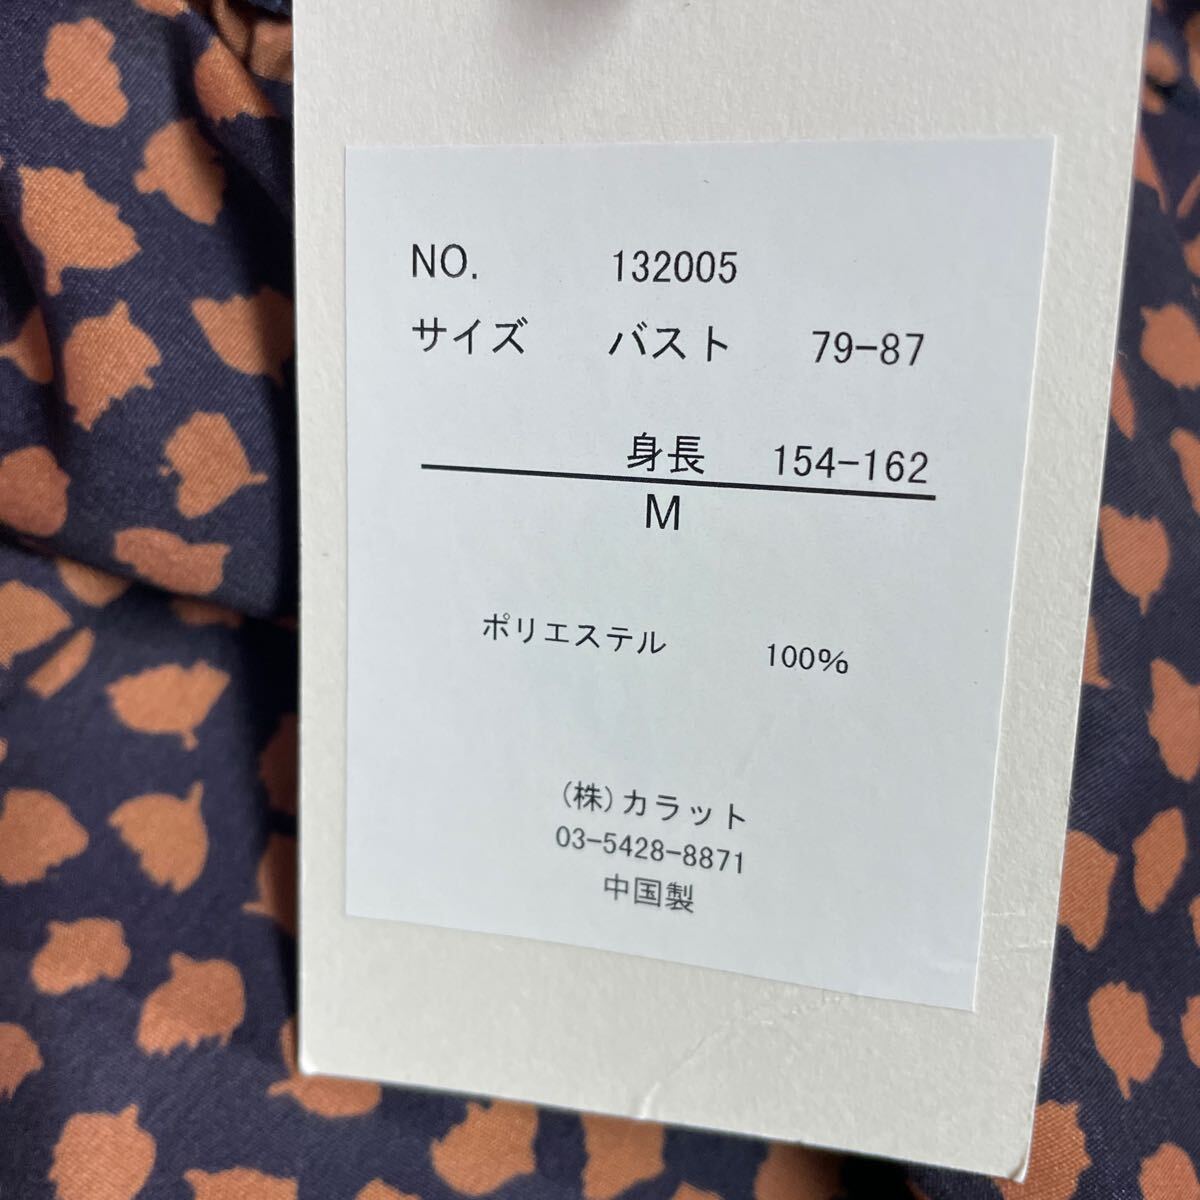 NO. 132005
サイズ バスト 79-87
身長 154-162
M
ポリエステル 100%
(株)カラット
03-5428-8871
中国製